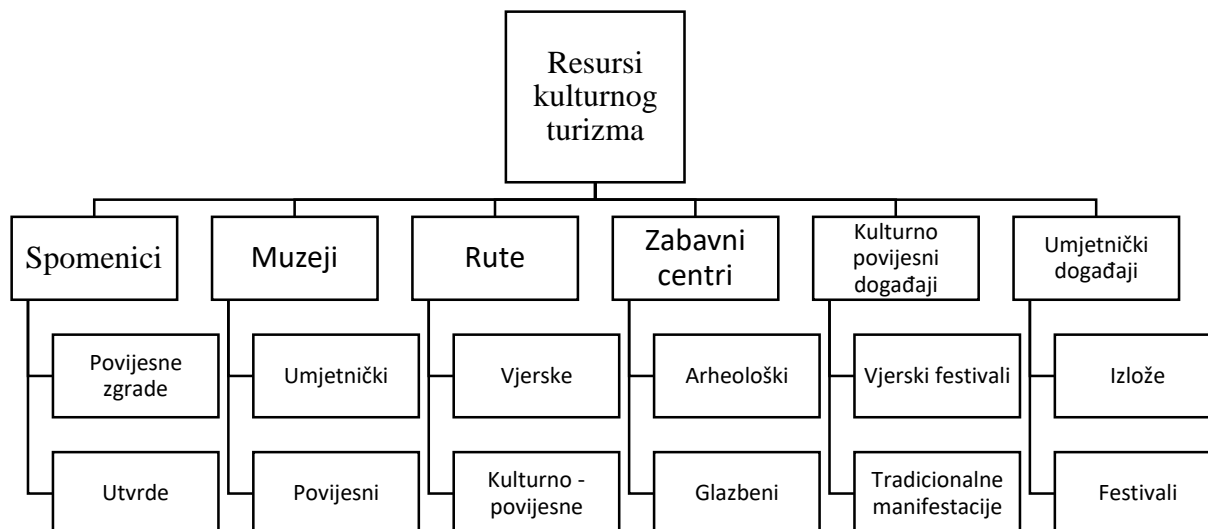 Resursi
kulturnog
turizma
Spomenici
Muzeji
Rute
Zabavni
centri
Kulturno
povijesni
događaji
Umjetnički
događaji
Povijesne
zgrade
Umjetnički
Vjerske
Arheološki
Vjerski festivali
Izlože
Utvrde
Povijesni
Kulturno -
povijesne
Glazbeni
Tradicionalne
manifestacije
Festivali